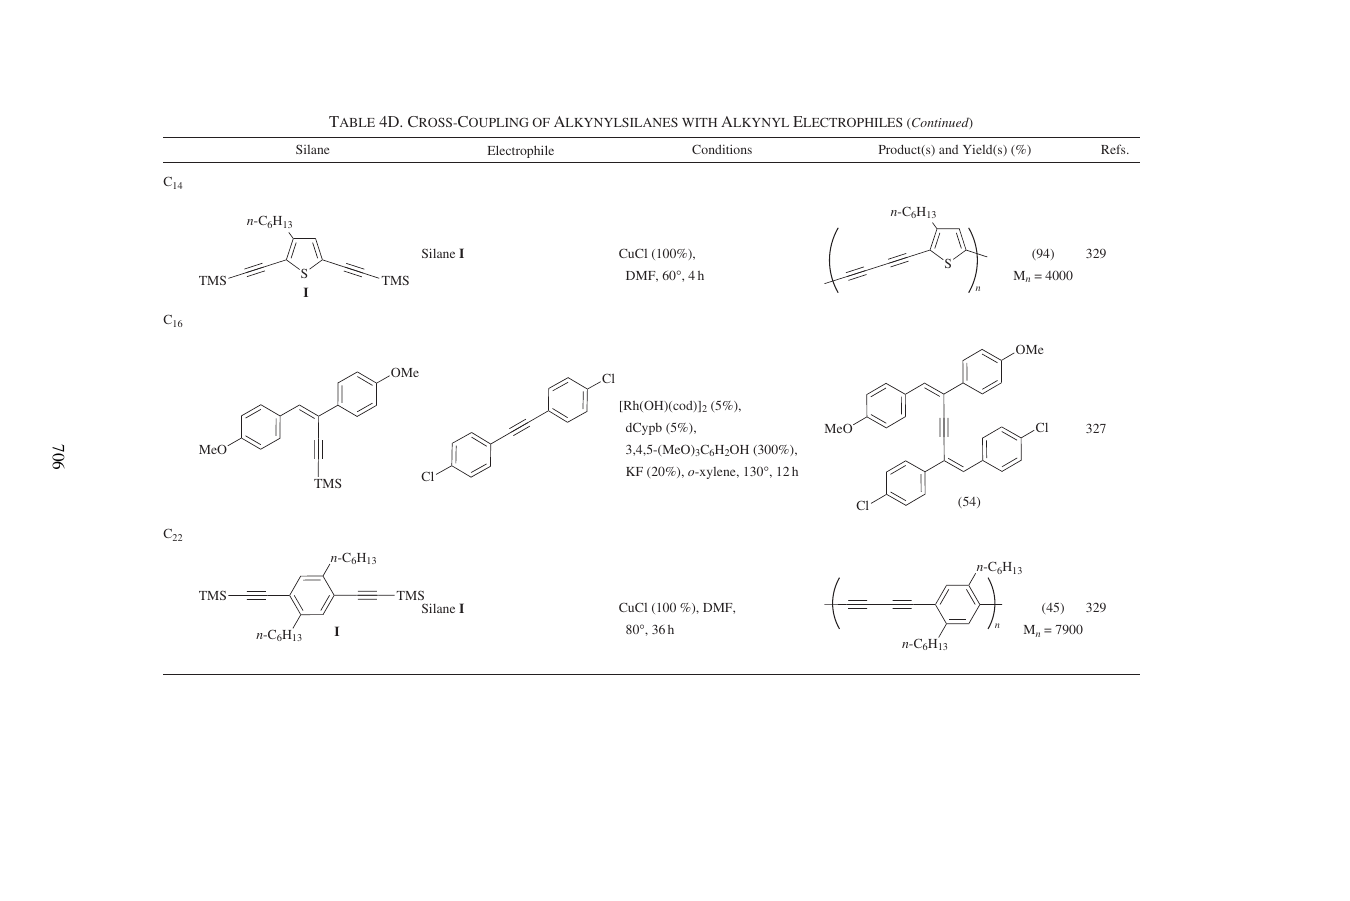 TABLE 4D. CROSS-COUPLING OF ALKYNYLSILANES WITH ALKYNYL ELECTROPHILES (Continued)
Silane Electrophile Conditions Product(s) and Yield(s) (%) Refs.
C14
n-C6H13
S
TMS
TMS
I
Silane I
CuCl (100%),
DMF, 60°, 4 h
n-C6H13
S
n
(94)
Mn = 4000
329
C16
OMe
MeO
TMS
Cl
Cl
[Rh(OH)(cod)]2 (5%),
dCypb (5%),
3,4,5-(MeO)3C6H2OH (300%),
KF (20%), o-xylene, 130°, 12 h
OMe
MeO
Cl
Cl
(54)
327
C22
n-C6H13
TMS
TMS
n-C6H13
I
Silane I
CuCl (100 %), DMF,
80°, 36 h
n-C6H13
n
n-C6H13
(45)
Mn = 7900
329
706